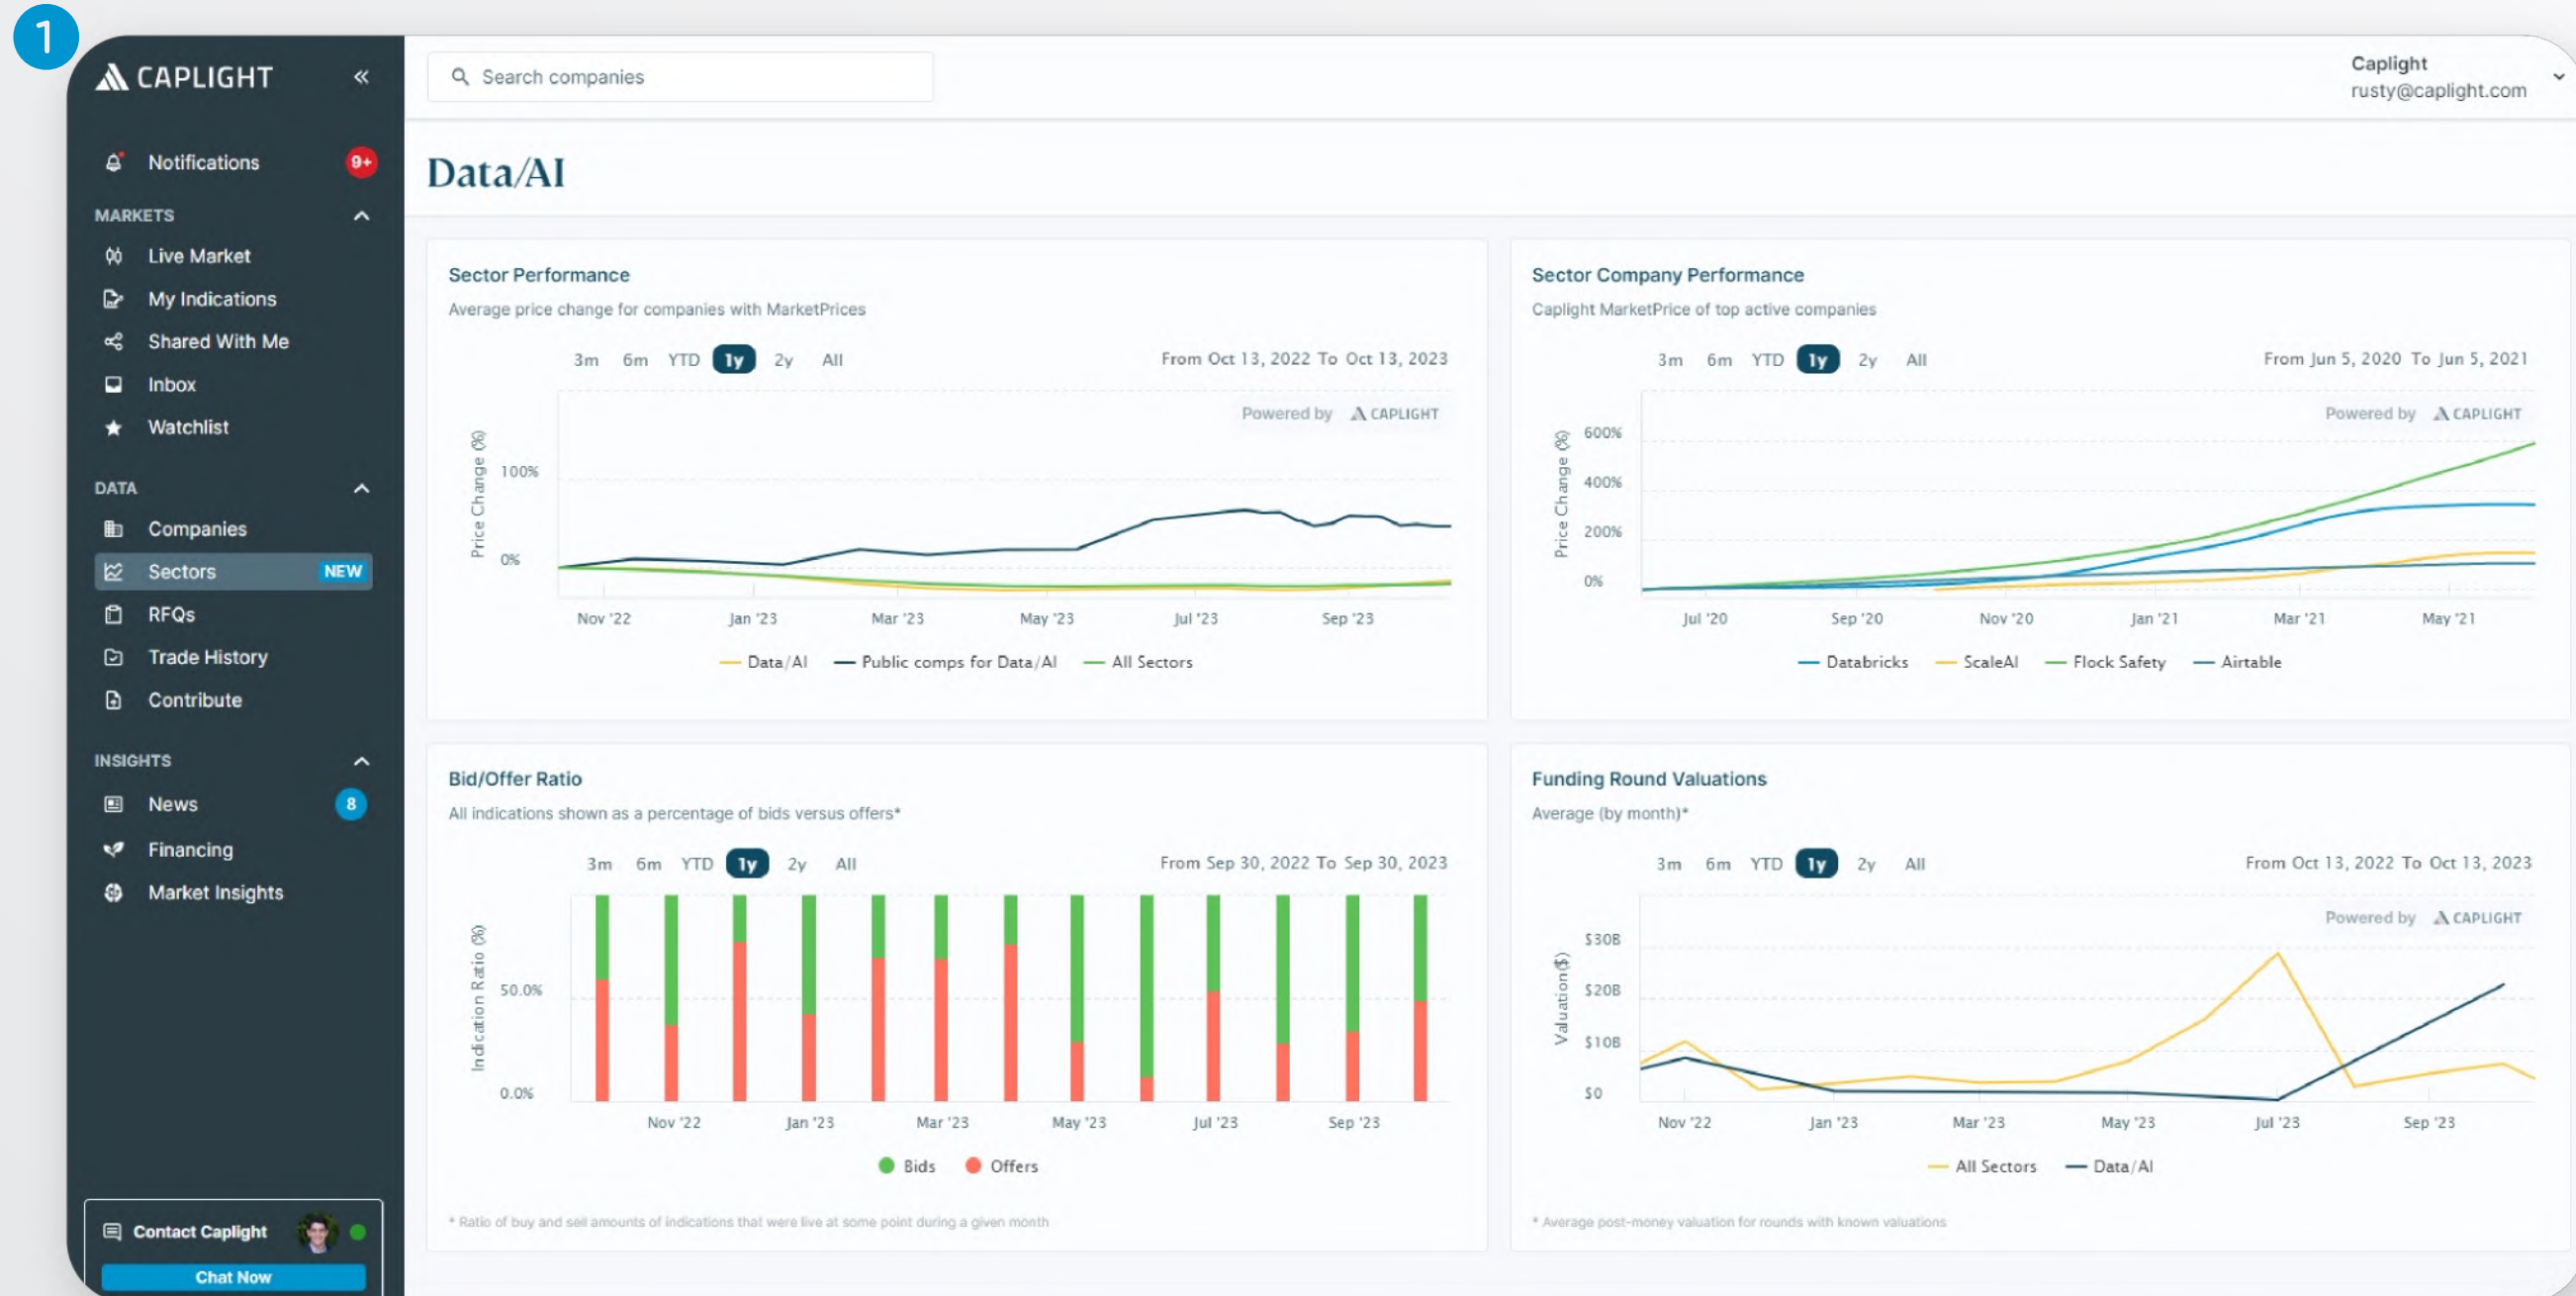 1
CAPLIGHT
«
Search companies
Caplight
rusty@caplight.com
Notifications
9+
MARKETS
Live Market
My Indications
Shared With Me
Inbox
Watchlist
DATA
Companies
Sectors
NEW
RFQs
Trade History
Contribute
INSIGHTS
News
8
Financing
Market Insights
Contact Caplight
Chat Now
Data/AI
Sector Performance
Average price change for companies with MarketPrices
3m 6m YTD 1y 2y All
From Oct 13, 2022 To Oct 13, 2023
Powered by CAPLIGHT
Price Change (%)
100%
0%
Nov '22 Jan '23 Mar '23 May '23 Jul '23 Sep '23
Data/AI Public comps for Data/AI All Sectors
Sector Company Performance
Caplight MarketPrice of top active companies
3m 6m YTD 1y 2y All
From Jun 5, 2020 To Jun 5, 2021
Powered by CAPLIGHT
Price Change (%)
600%
400%
200%
0%
Jul '20 Sep '20 Nov '20 Jan '21 Mar '21 May '21
Databricks ScaleAI Flock Safety Airtable
Bid/Offer Ratio
All indications shown as a percentage of bids versus offers*
3m 6m YTD 1y 2y All
From Sep 30, 2022 To Sep 30, 2023
Indication Ratio (%)
50.0%
0.0%
Nov '22 Jan '23 Mar '23 May '23 Jul '23 Sep '23
Bids Offers
* Ratio of buy and sell amounts of indications that were live at some point during a given month
Funding Round Valuations
Average (by month)*
3m 6m YTD 1y 2y All
From Oct 13, 2022 To Oct 13, 2023
Powered by CAPLIGHT
Valuation($)
$30B
$20B
$10B
$0
Nov '22 Jan '23 Mar '23 May '23 Jul '23 Sep '23
All Sectors Data/AI
* Average post-money valuation for rounds with known valuations